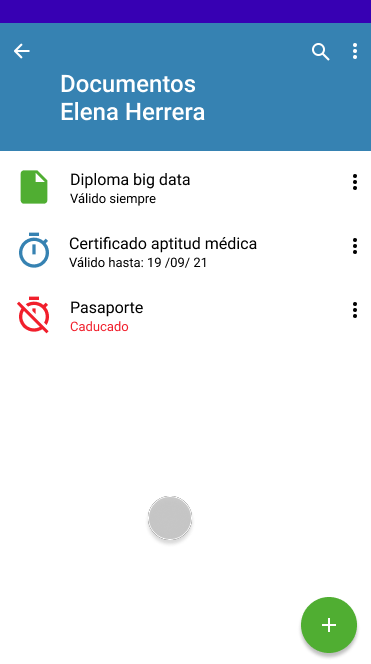 Documentos
Elena Herrera
Diploma big data
Válido siempre
Certificado aptitud médica
Válido hasta: 19 /09/ 21
Pasaporte
Caducado